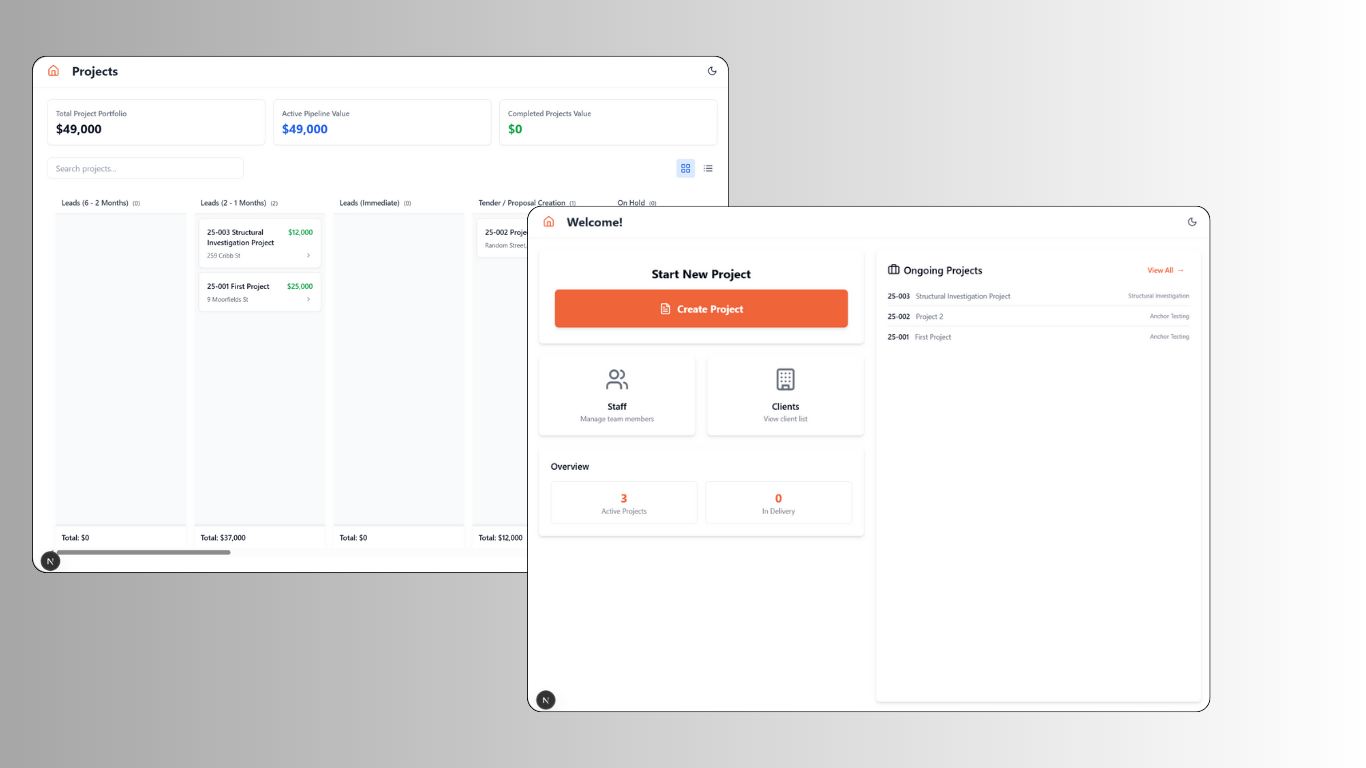 Projects
Total Project Portfolio
$49,000
Active Pipeline Value
$49,000
Completed Projects Value
$0
Search projects...
Leads (6 - 2 Months) (0)
Leads (2 - 1 Months) (2)
Leads (Immediate) (0)
Tender / Proposal Creation (1)
On Hold (0)
25-003 Structural
Investigation Project
$12,000
259 Cribb St
25-001 First Project
$25,000
9 Moorfields St
25-002 Proje
Random Street,
Total: $0
Total: $37,000
Total: $0
Total: $12,000
N
Welcome!
Start New Project
Create Project
Staff
Manage team members
Clients
View client list
Overview
3
Active Projects
0
In Delivery
Ongoing Projects
View All →
25-003 Structural Investigation Project
Structural Investigation
25-002 Project 2
Anchor Testing
25-001 First Project
Anchor Testing
N